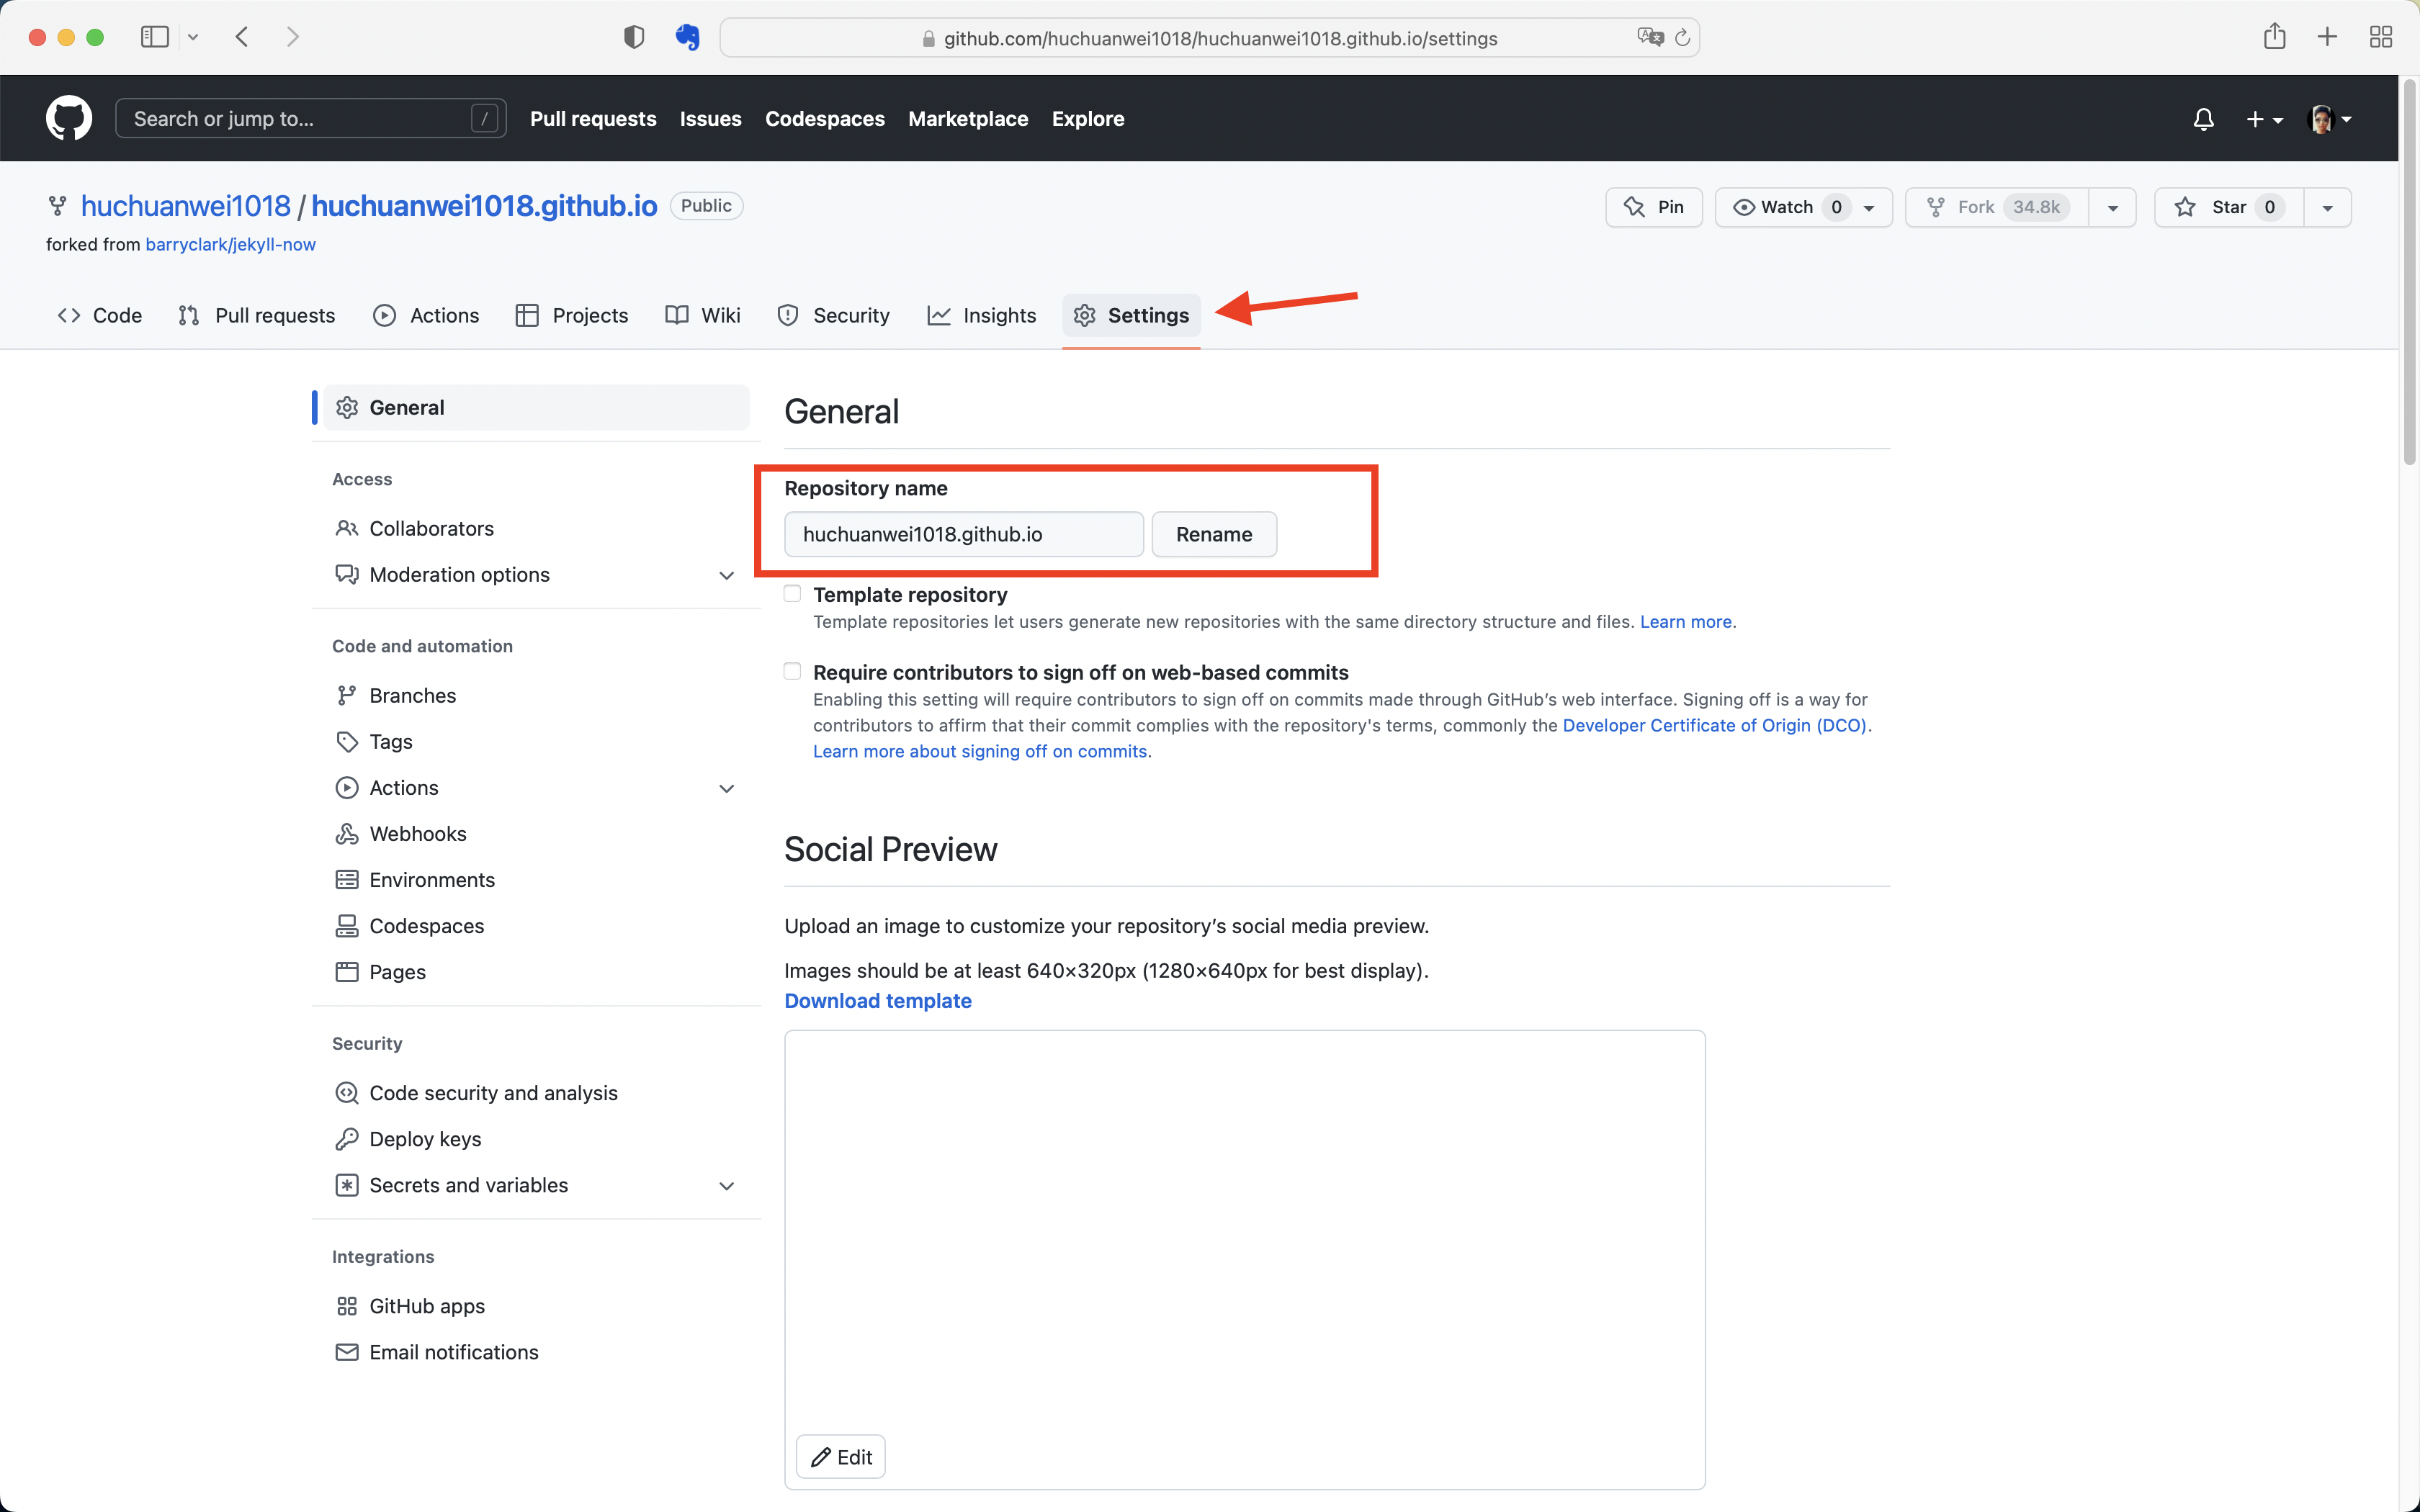 github.com/huchuanwei1018/huchuanwei1018.github.io/settings
Search or jump to... /
Pull requests Issues Codespaces Marketplace Explore
huchuanwei1018 / huchuanwei1018.github.io Public
Pin Watch 0 Fork 34.8k Star 0
forked from barryclark/jekyll-now
Code Pull requests Actions Projects Wiki Security Insights Settings
General
Access
Collaborators
Moderation options
Code and automation
Branches
Tags
Actions
Webhooks
Environments
Codespaces
Pages
Security
Code security and analysis
Deploy keys
Secrets and variables
Integrations
GitHub apps
Email notifications
General
Repository name
huchuanwei1018.github.io Rename
Template repository
Template repositories let users generate new repositories with the same directory structure and files. Learn more.
Require contributors to sign off on web-based commits
Enabling this setting will require contributors to sign off on commits made through GitHub’s web interface. Signing off is a way for
contributors to affirm that their commit complies with the repository's terms, commonly the Developer Certificate of Origin (DCO).
Learn more about signing off on commits.
Social Preview
Upload an image to customize your repository’s social media preview.
Images should be at least 640×320px (1280×640px for best display).
Download template
Edit